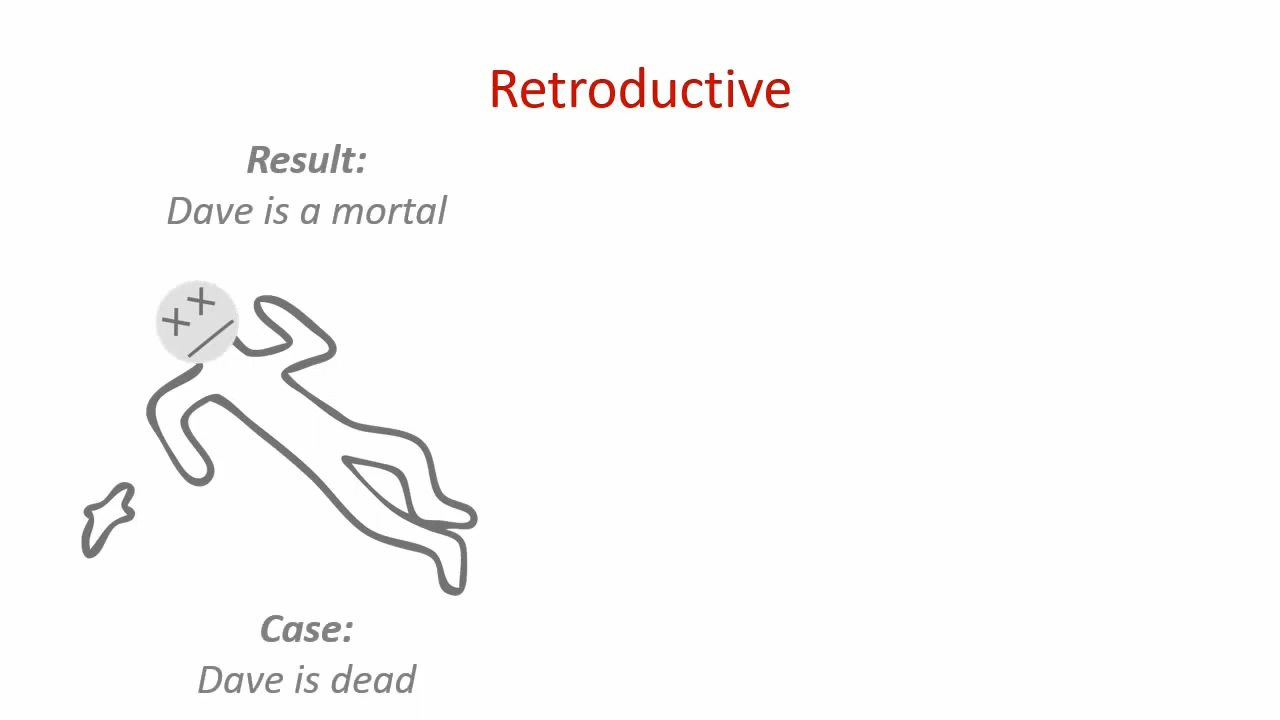 Retroductive
Result:
Dave is a mortal
Case:
Dave is dead